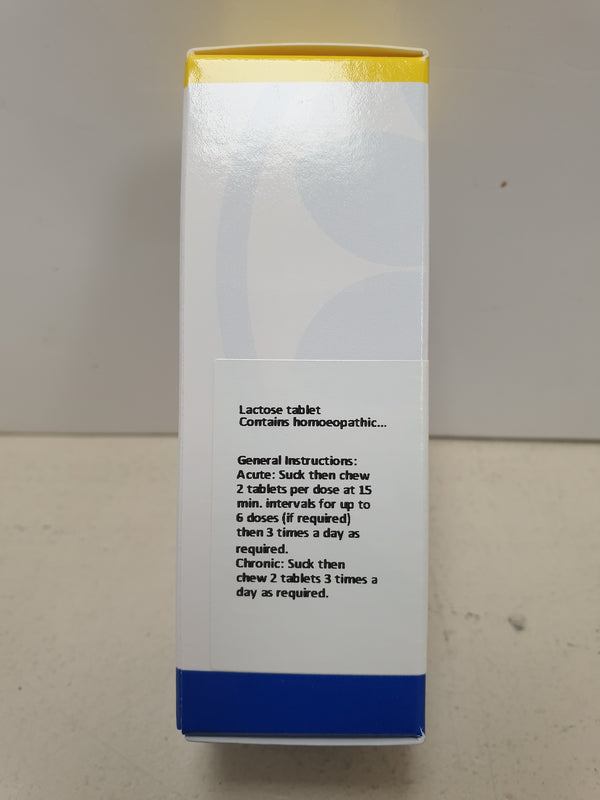 Lactose tablet
Contains homoeopathic...
General Instructions:
Acute: Suck then chew
2 tablets per dose at 15
min. intervals for up to
6 doses (if required)
then 3 times a day as
required.
Chronic: Suck then
chew 2 tablets 3 times a
day as required.